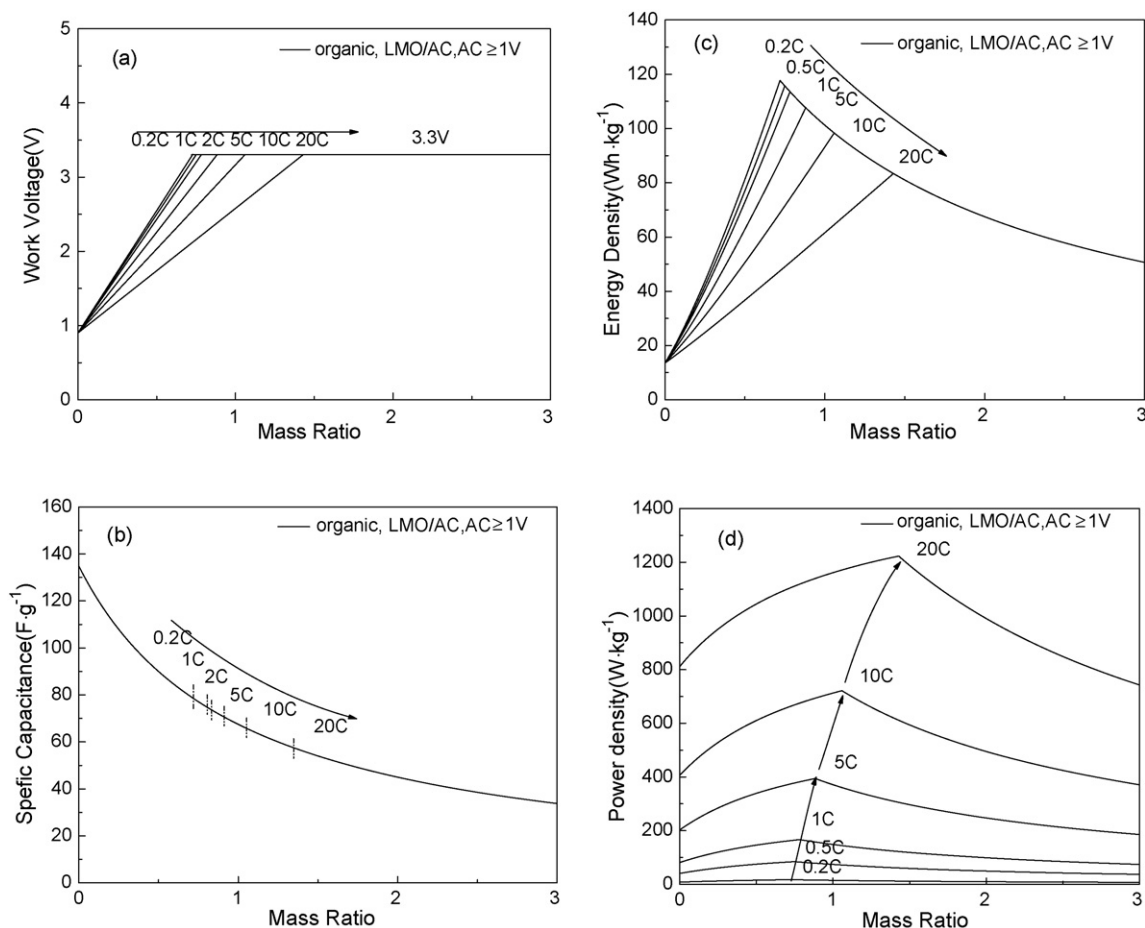 (a)
organic, LMO/AC,AC ≥1V
5
4
3
2
1
0
Work Voltage(V)
0.2C 1C 2C 5C 10C 20C
3.3V
0 1 2 3
Mass Ratio
(c)
organic, LMO/AC,AC ≥1V
140
120
100
80
60
40
20
0
Energy Density(Wh·kg-1)
0.2C
0.5C
1C
5C
10C
20C
0 1 2 3
Mass Ratio
(b)
organic, LMO/AC,AC ≥1V
160
140
120
100
80
60
40
20
0
Spefic Capacitance(F·g-1)
0.2C
1C
2C
5C
10C
20C
0 1 2 3
Mass Ratio
(d)
organic, LMO/AC,AC ≥1V
1400
1200
1000
800
600
400
200
0
Power density(W·kg-1)
20C
10C
5C
1C
0.5C
0.2C
0 1 2 3
Mass Ratio